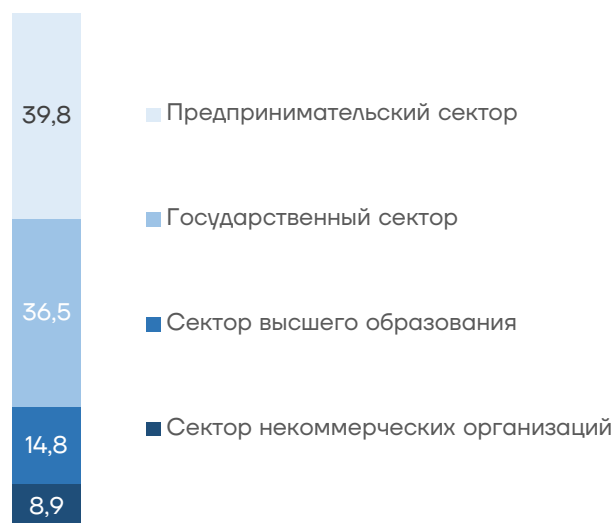 39,8
Предпринимательский сектор
Государственный сектор
36,5
Сектор высшего образования
14,8
Сектор некоммерческих организаций
8,9